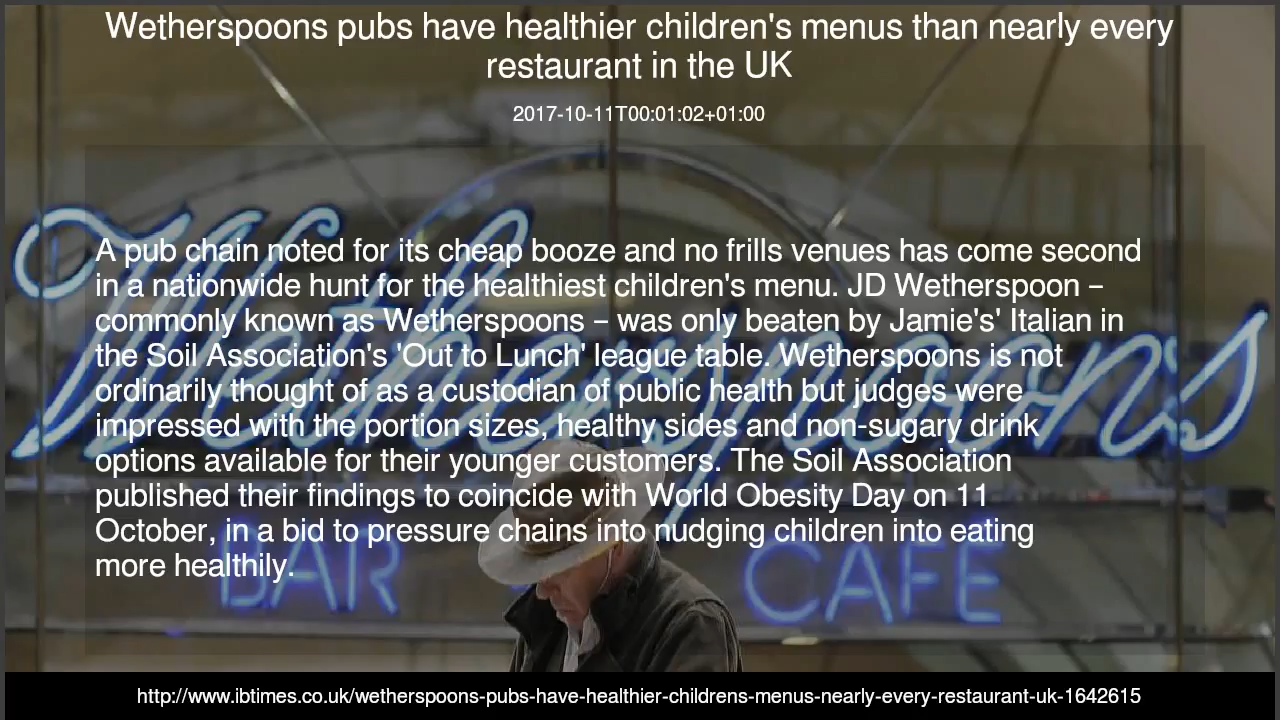 Wetherspoons pubs have healthier children's menus than nearly every
restaurant in the UK
2017-10-11T00:01:02+01:00
A pub chain noted for its cheap booze and no frills venues has come second
in a nationwide hunt for the healthiest children's menu. JD Wetherspoon –
commonly known as Wetherspoons – was only beaten by Jamie's' Italian in
the Soil Association's 'Out to Lunch' league table. Wetherspoons is not
ordinarily thought of as a custodian of public health but judges were
impressed with the portion sizes, healthy sides and non-sugary drink
options available for their younger customers. The Soil Association
published their findings to coincide with World Obesity Day on 11
October, in a bid to pressure chains into nudging children into eating
more healthily.
Wetherspoons
BAR CAFE
http://www.ibtimes.co.uk/wetherspoons-pubs-have-healthier-childrens-menus-nearly-every-restaurant-uk-1642615